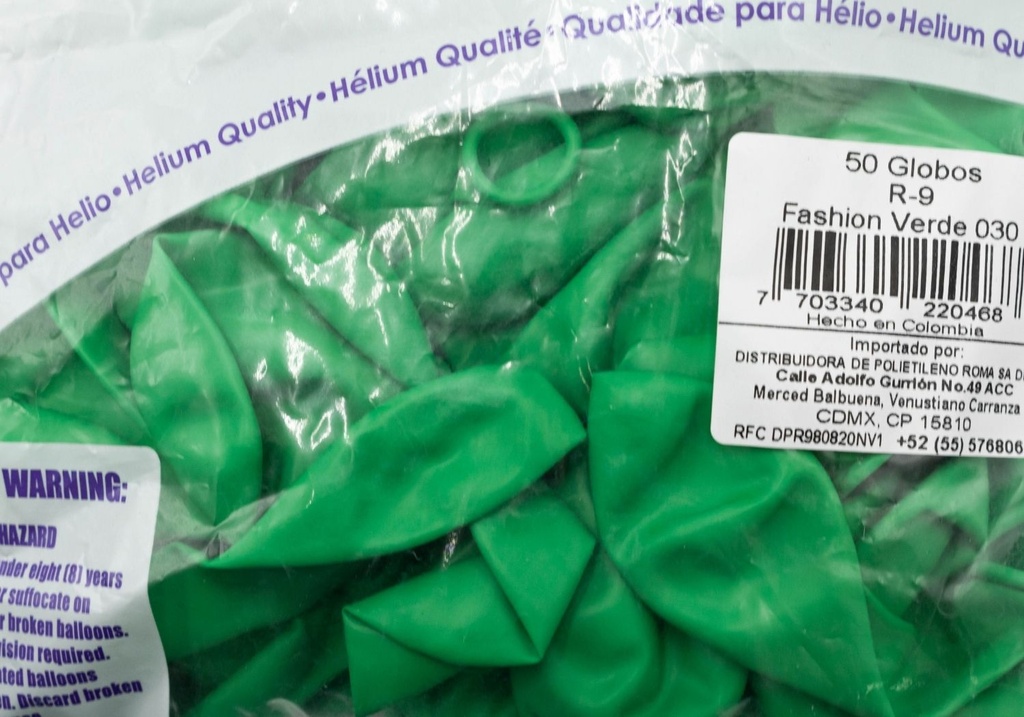 para Helio • Helium Quality • Hélium Qualité • Qualidade para Hélio • Helium Qu
50 Globos
R-9
Fashion Verde 030
7 703340 220468
Hecho en Colombia
Importado por:
DISTRIBUIDORA DE POLIETILENO ROMA SA D
Calle Adolfo Gurrión No.49 ACC
Merced Balbuena, Venustiano Carranza
CDMX, CP 15810
RFC DPR980820NV1 +52 (55) 576806
WARNING:
HAZARD
nder eight (8) years
r suffocate on
r broken balloons.
ision required.
ted balloons
n. Discard broken